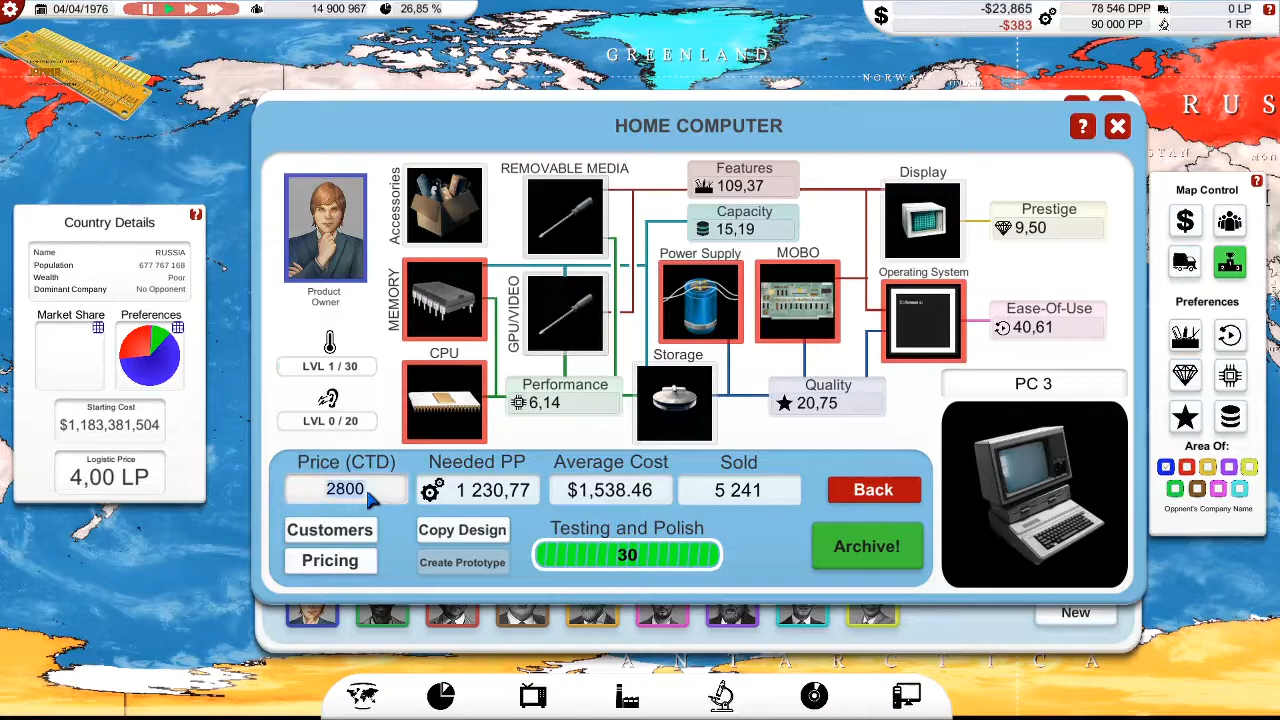 04/04/1976
14 900 967
26,85 %
-$23,865
-$383
78 546 DPP
90 000 PP
0 LP
1 RP
?
GREENLAND
NORW
RUS
STAN
HOME COMPUTER
?
Country Details
?
Name RUSSIA
Population 677 767 168
Wealth Poor
Dominant Company No Opponent
Market Share
Preferences
Starting Cost
$1,183,381,504
Logistic Price
4,00 LP
Product
Owner
LVL 1 / 30
LVL 0 / 20
Accessories
REMOVABLE MEDIA
MEMORY
GPU/VIDEO
CPU
Features
109,37
Capacity
15,19
Power Supply
MOBO
Storage
Performance
6,14
Quality
20,75
Display
Prestige
9,50
Operating System
Ease-Of-Use
40,61
PC 3
Price (CTD)
2800
Needed PP
1 230,77
Average Cost
$1,538.46
Sold
5 241
Back
Customers
Pricing
Copy Design
Create Prototype
Testing and Polish
30
Archive!
New
Map Control
?
Preferences:
Area Of:
Opprient's Company Name
ANTARCTICA